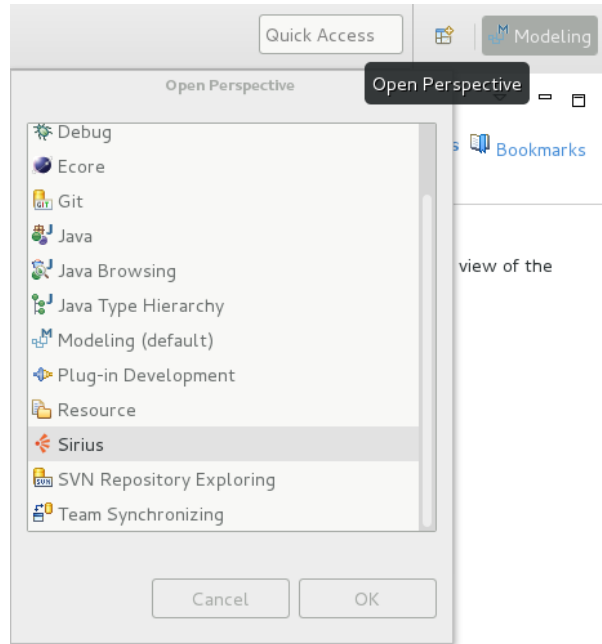 Quick Access
Modeling
Open Perspective
Open Perspective
Debug
Bookmarks
Ecore
Git
Java
view of the
Java Browsing
Java Type Hierarchy
Modeling (default)
Plug-in Development
Resource
Sirius
SVN Repository Exploring
Team Synchronizing
Cancel
OK